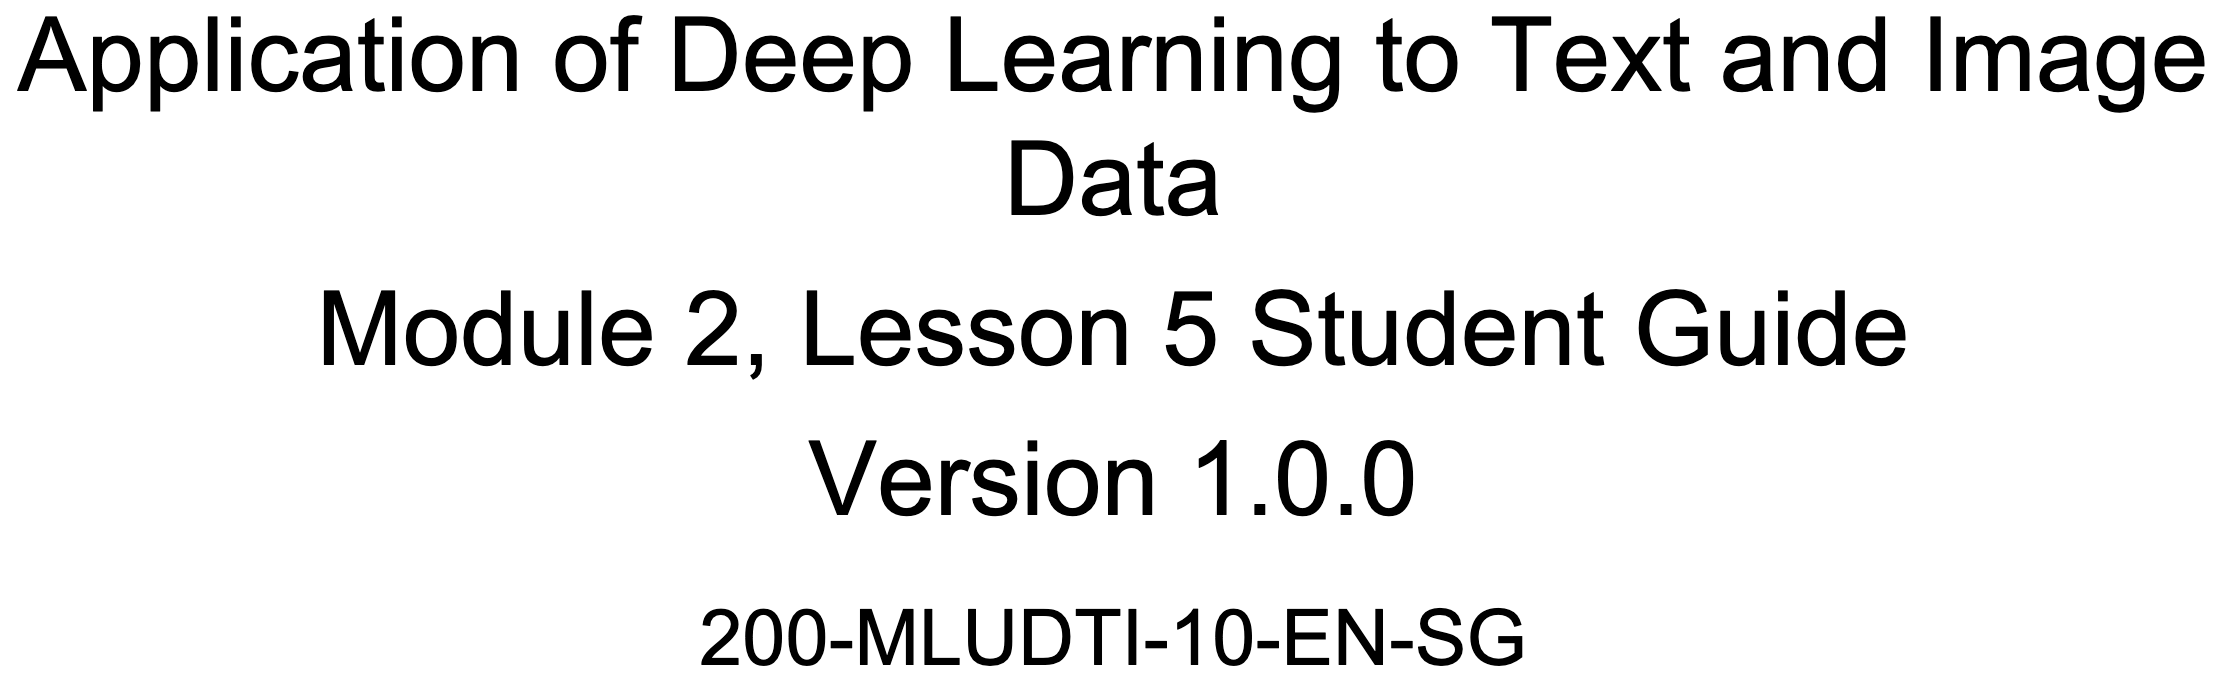 Application of Deep Learning to Text and Image
Data
Module 2, Lesson 5 Student Guide
Version 1.0.0
200-MLUDTI-10-EN-SG